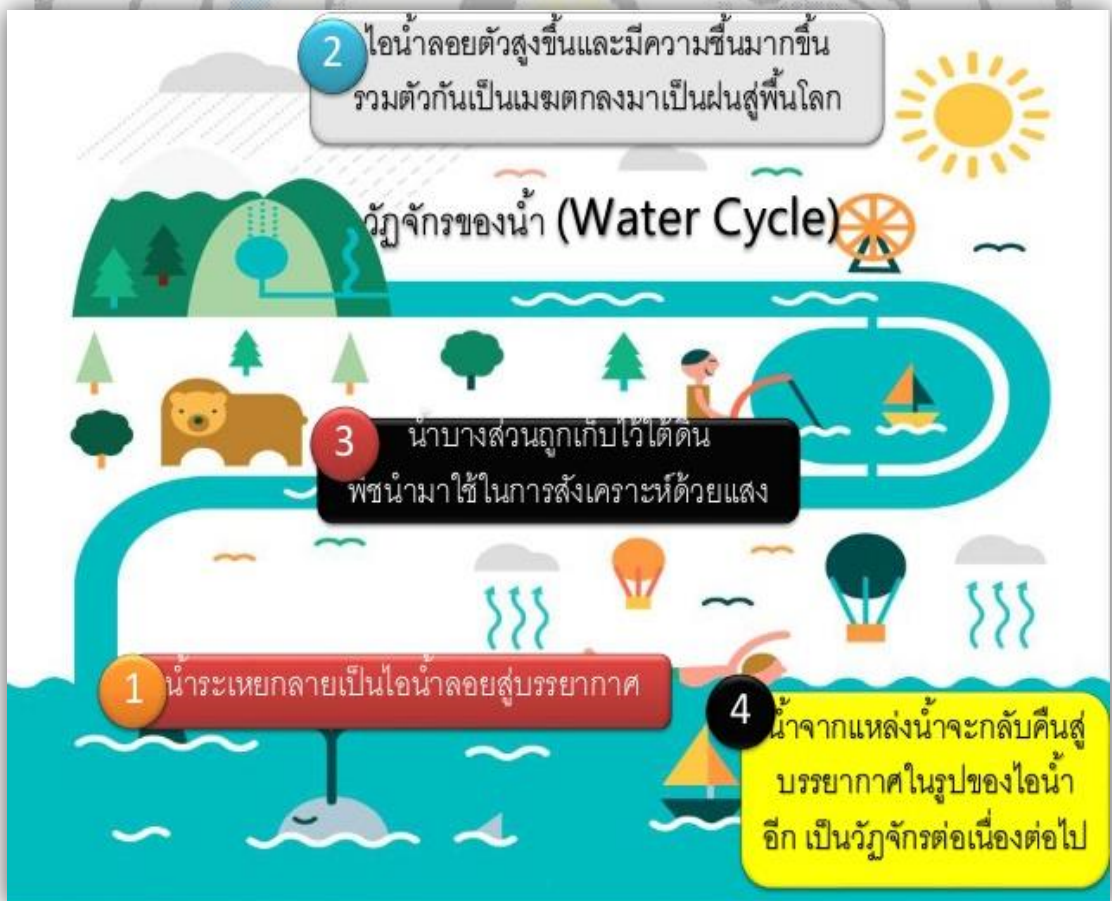 2
ไอน้ำลอยตัวสูงขึ้นและมีความชื้นมากขึ้น
รวมตัวกันเป็นเมฆตกลงมาเป็นฝนสู่พื้นโลก
วัฏจักรของน้ำ (Water Cycle)
3
น้ำบางส่วนถูกเก็บไว้ใต้ดิน
พืชนำมาใช้ในการสังเคราะห์ด้วยแสง
1
น้ำระเหยกลายเป็นไอน้ำลอยสู่บรรยากาศ
4
น้ำจากแหล่งน้ำจะกลับคืนสู่
บรรยากาศในรูปของไอน้ำ
อีก เป็นวัฏจักรต่อเนื่องต่อไป